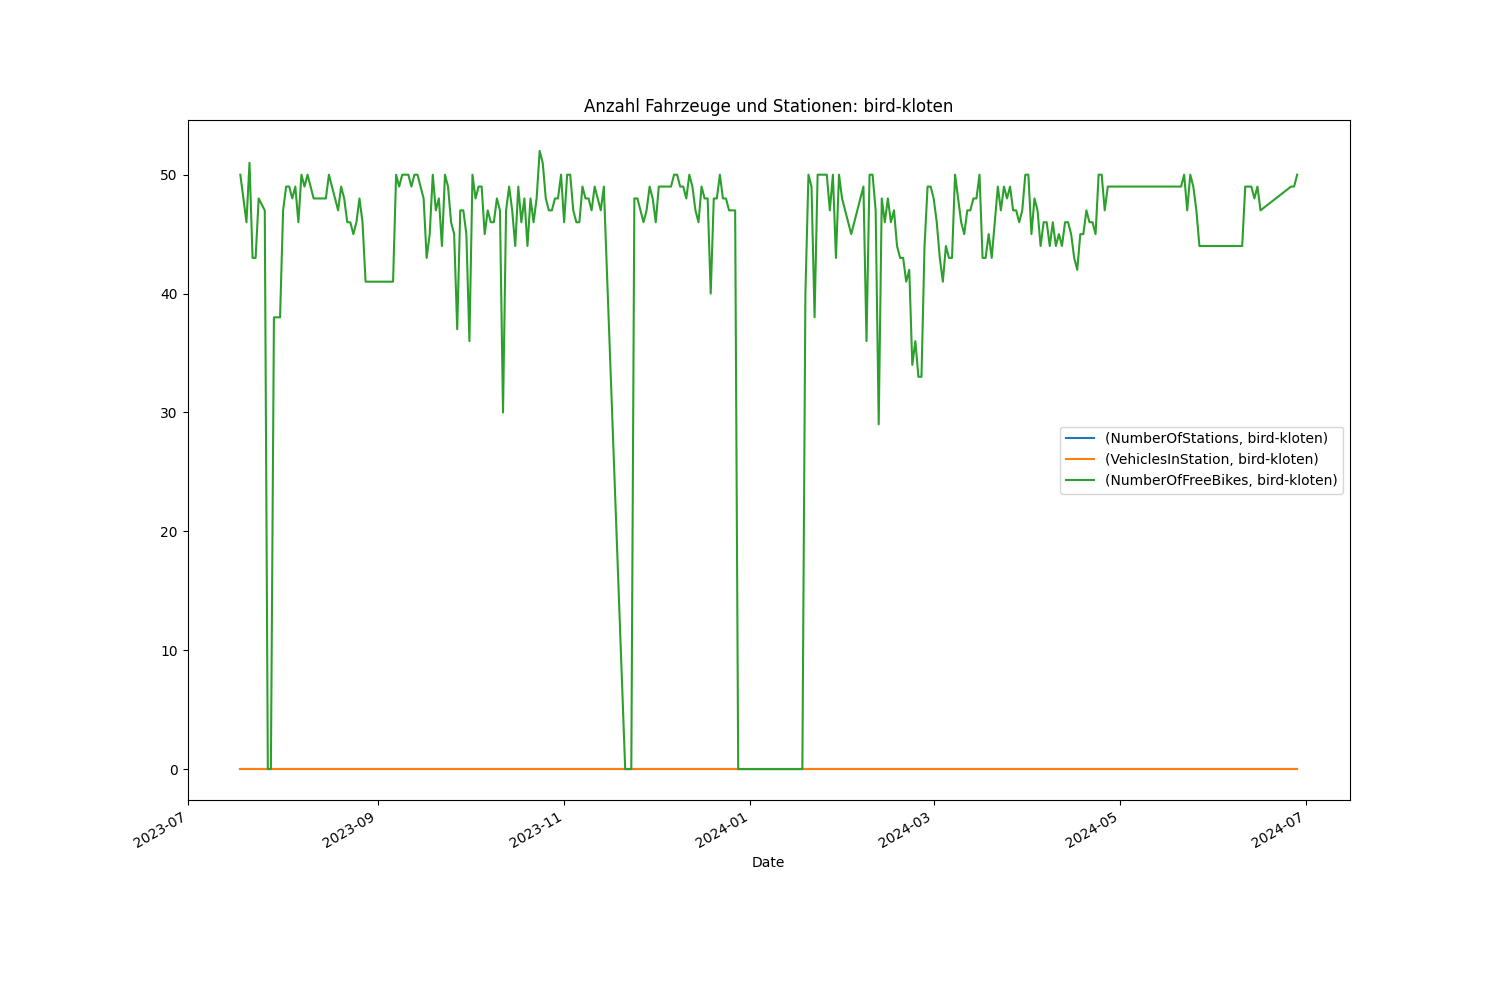 Anzahl Fahrzeuge und Stationen: bird-kloten
50
40
30
20
10
0
(NumberOfStations, bird-kloten)
(VehiclesInStation, bird-kloten)
(NumberOfFreeBikes, bird-kloten)
2023-07
2023-09
2023-11
2024-01
2024-03
2024-05
2024-07
Date